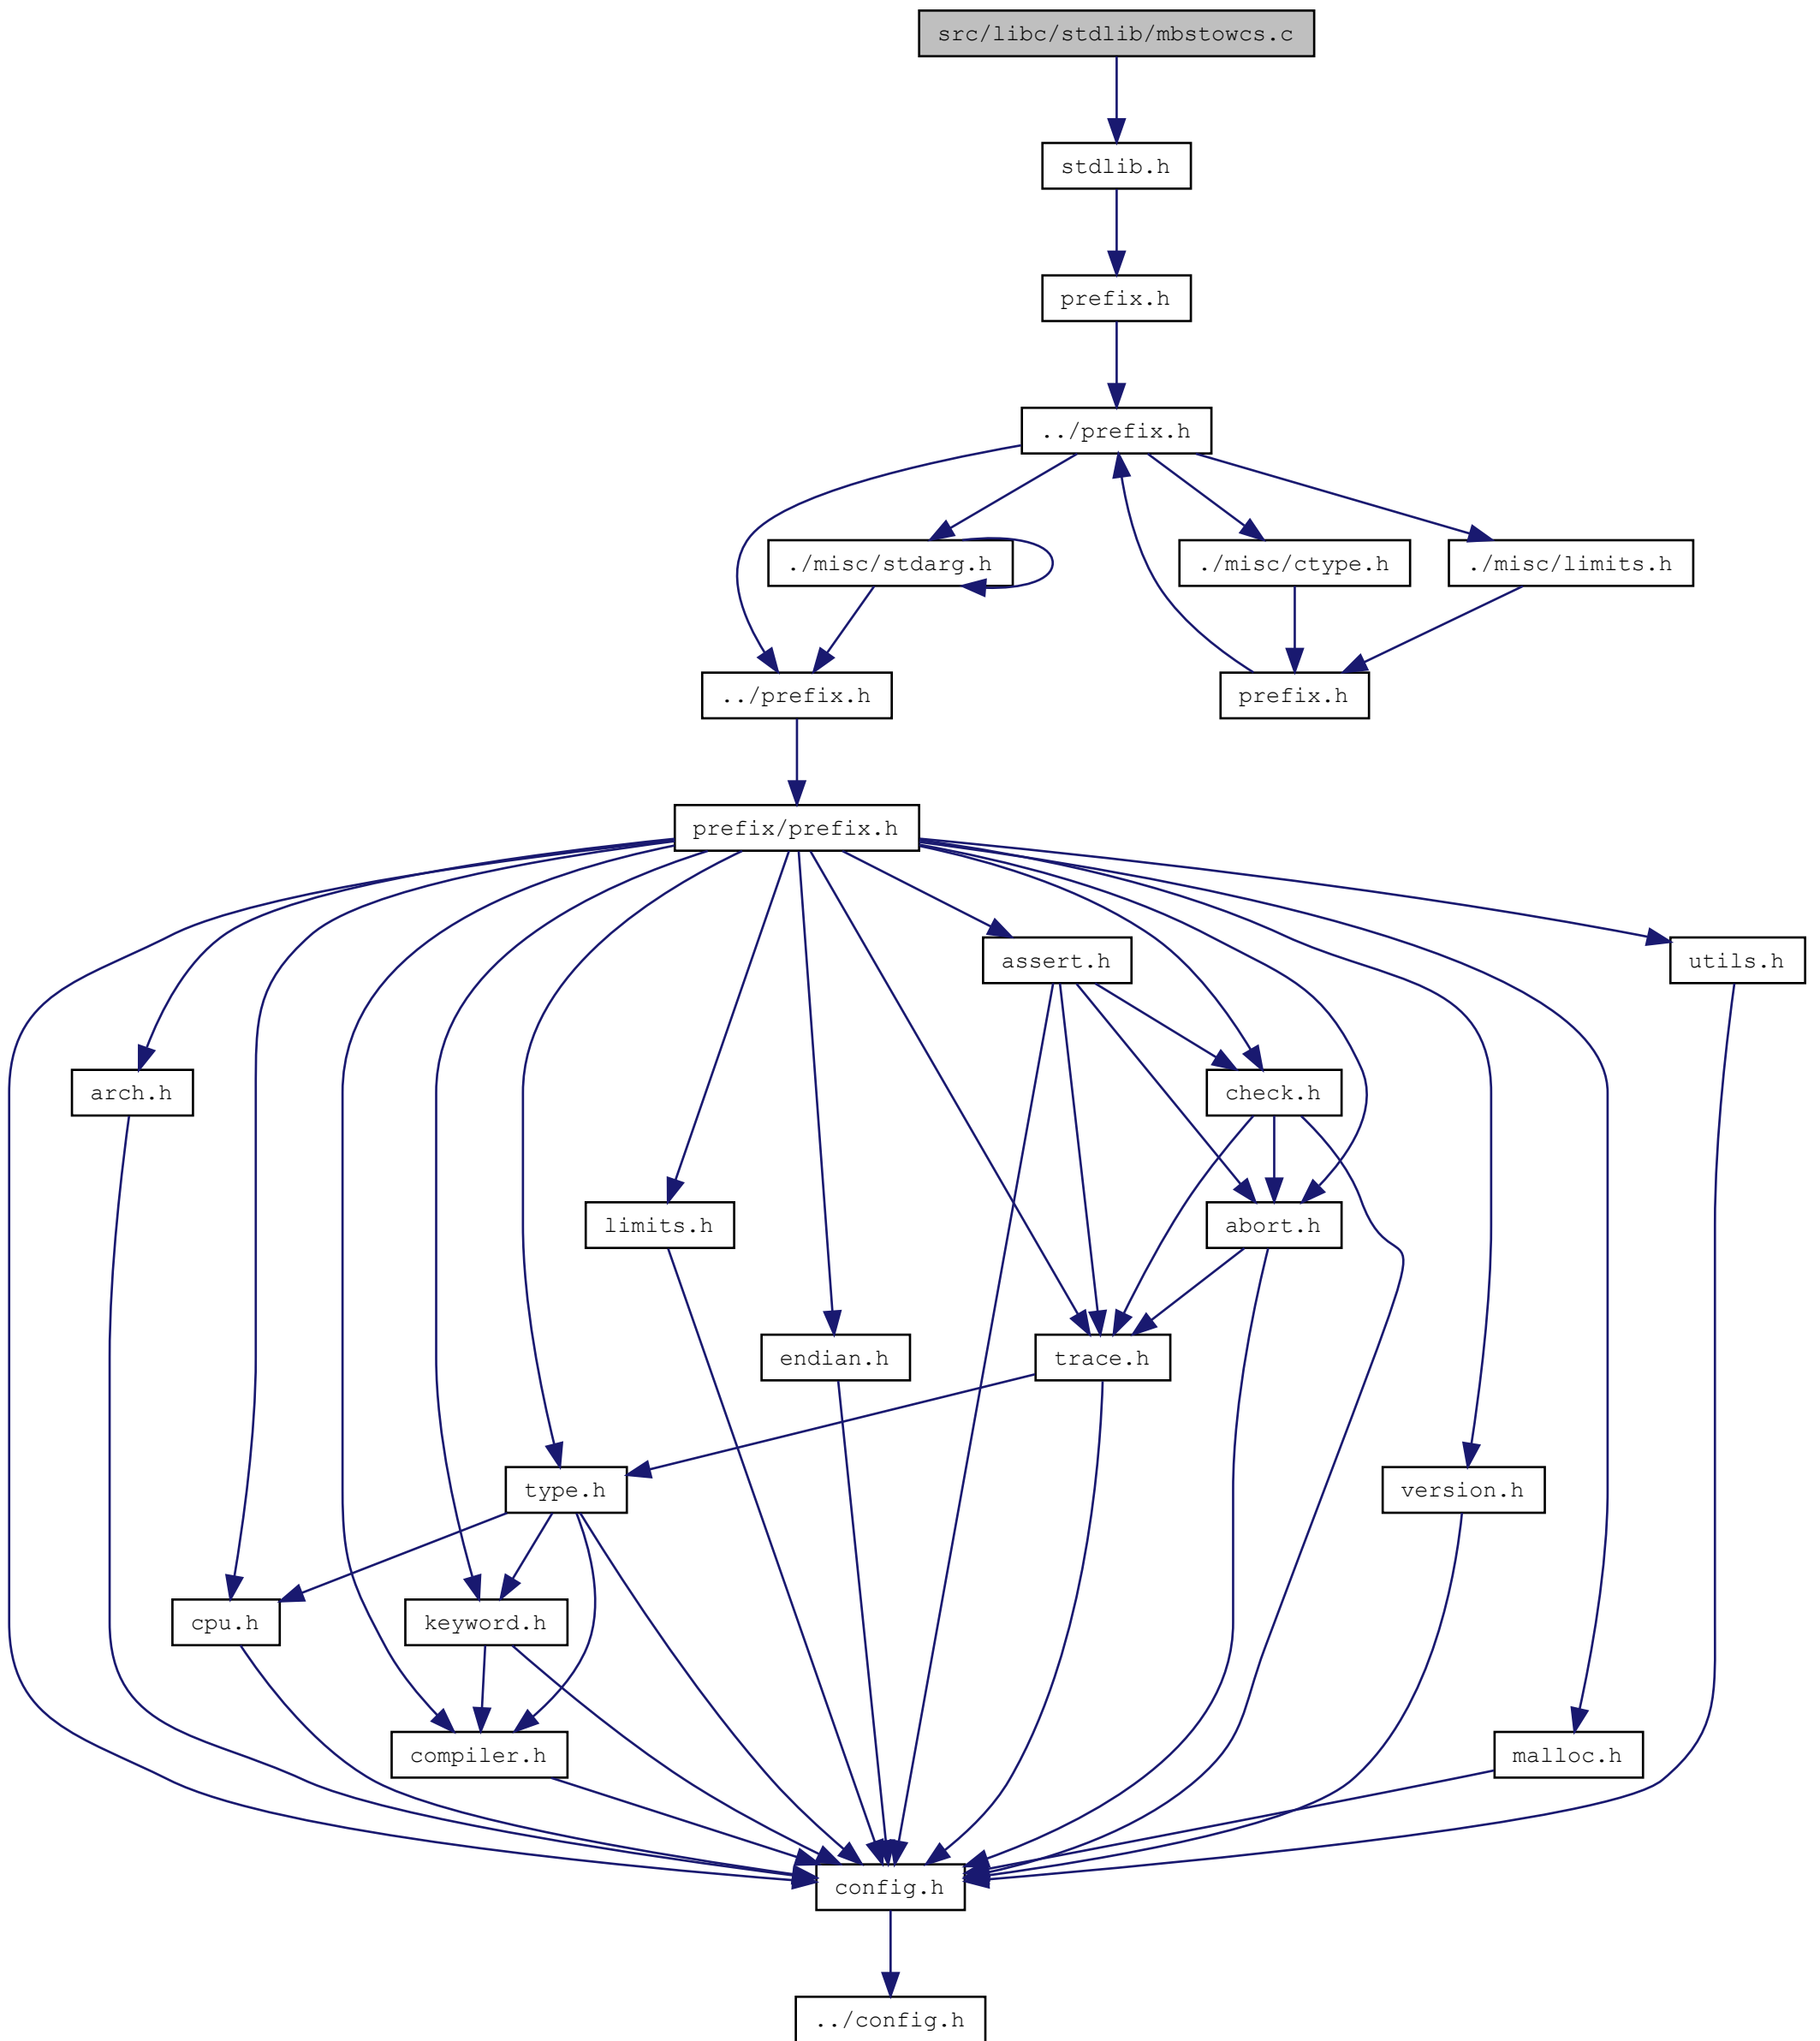 src/libc/stdlib/mbstowcs.c
stdlib.h
prefix.h
../prefix.h
./misc/stdarg.h
./misc/ctype.h
./misc/limits.h
../prefix.h
prefix.h
prefix/prefix.h
assert.h
utils.h
arch.h
check.h
limits.h
abort.h
endian.h
trace.h
type.h
version.h
cpu.h
keyword.h
compiler.h
malloc.h
config.h
../config.h